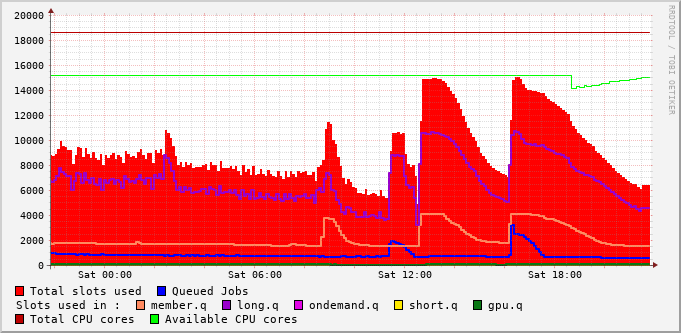 20000
18000
16000
14000
12000
10000
8000
6000
4000
2000
0
Sat 00:00 Sat 06:00 Sat 12:00 Sat 18:00
RRDTOOL / TOBI OETIKER
Total slots used Queued Jobs
Slots used in : member.q long.q ondemand.q short.q gpu.q
Total CPU cores Available CPU cores